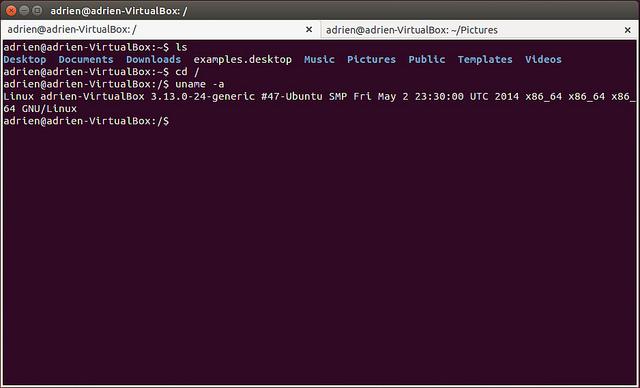 adrien@adrien-VirtualBox: /
adrien@adrien-VirtualBox: /
adrien@adrien-VirtualBox: ~/Pictures
adrien@adrien-VirtualBox:~$ ls
Desktop Documents Downloads examples.desktop Music Pictures Public Templates Videos
adrien@adrien-VirtualBox:~$ cd /
adrien@adrien-VirtualBox:/$ uname -a
Linux adrien-VirtualBox 3.13.0-24-generic #47-Ubuntu SMP Fri May 2 23:30:00 UTC 2014 x86_64 x86_64 x86_
64 GNU/Linux
adrien@adrien-VirtualBox:/$